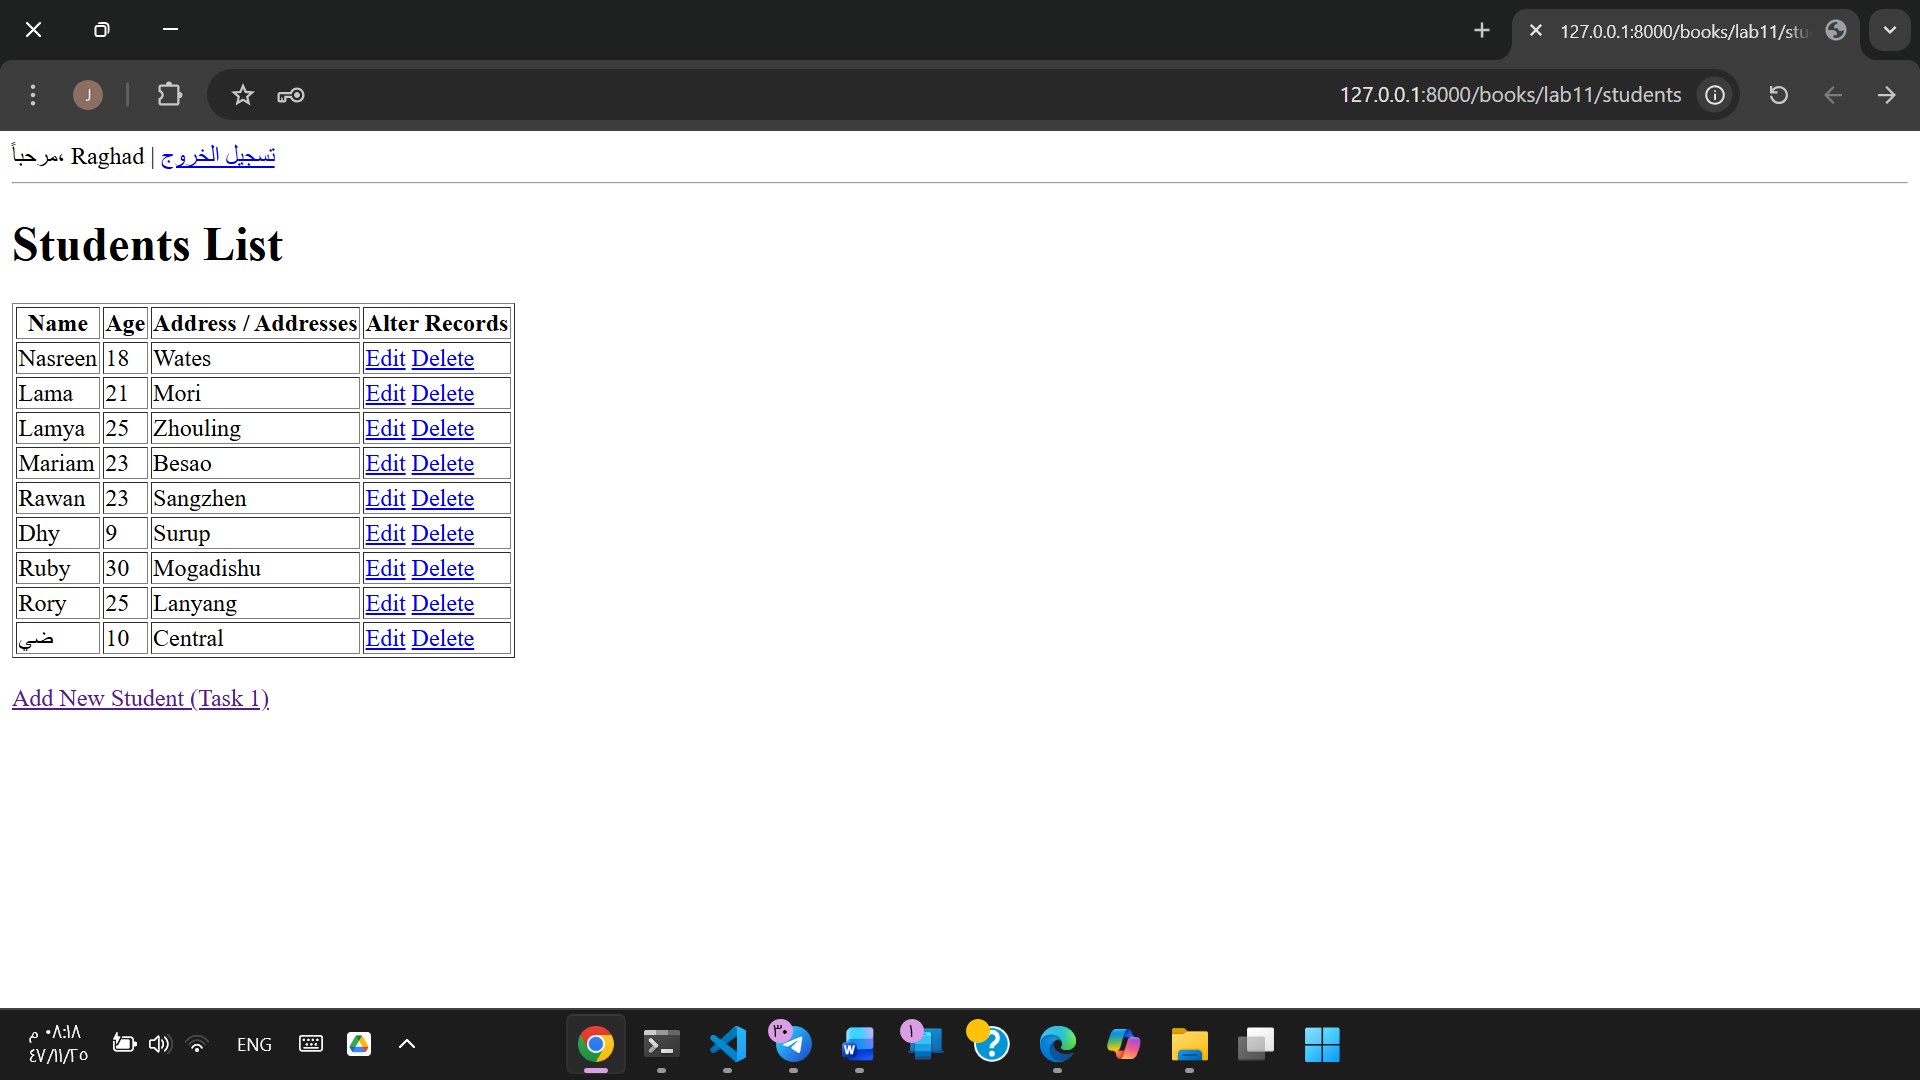 127.0.0.1:8000/books/lab11/stu
127.0.0.1:8000/books/lab11/students
J
مرحباً، Raghad | تسجيل الخروج
Students List
Name Age Address / Addresses Alter Records
Nasreen 18 Wates Edit Delete
Lama 21 Mori Edit Delete
Lamya 25 Zhouling Edit Delete
Mariam 23 Besao Edit Delete
Rawan 23 Sangzhen Edit Delete
Dhy 9 Surup Edit Delete
Ruby 30 Mogadishu Edit Delete
Rory 25 Lanyang Edit Delete
ضي 10 Central Edit Delete
Add New Student (Task 1)
٠٨:١٨ م
٤٧/١١/٢٥
ENG
٣٠
W
١